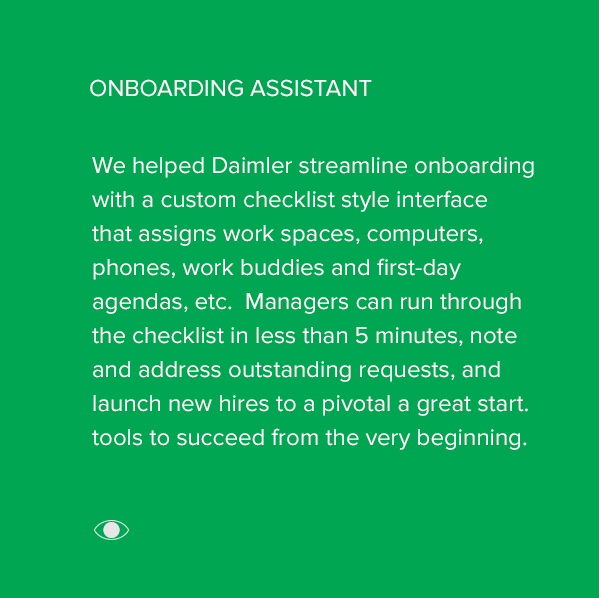 ONBOARDING ASSISTANT
We helped Daimler streamline onboarding
with a custom checklist style interface
that assigns work spaces, computers,
phones, work buddies and first-day
agendas, etc.  Managers can run through
the checklist in less than 5 minutes, note
and address outstanding requests, and
launch new hires to a pivotal a great start.
tools to succeed from the very beginning.